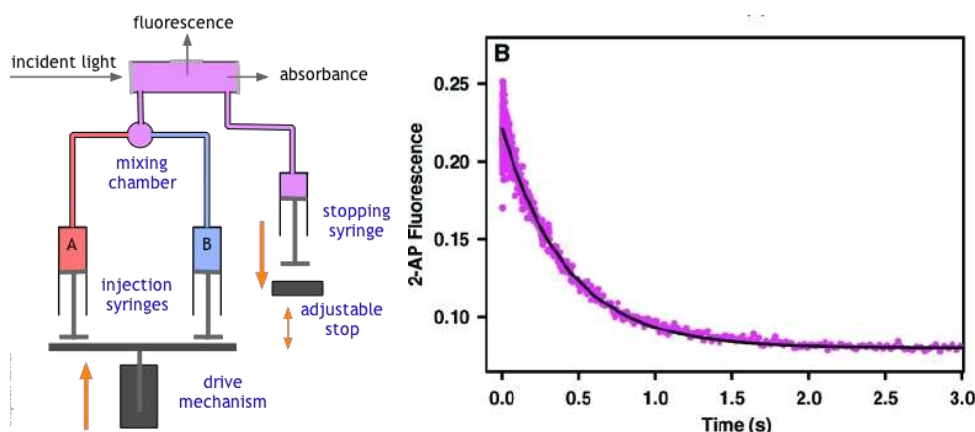 fluorescence
incident light
absorbance
mixing
chamber
stopping
syringe
A
B
injection
syringes
adjustable
stop
drive
mechanism
B
2-AP Fluorescence
0.25
0.20
0.15
0.10
0.0 0.5 1.0 1.5 2.0 2.5 3.0
Time (s)